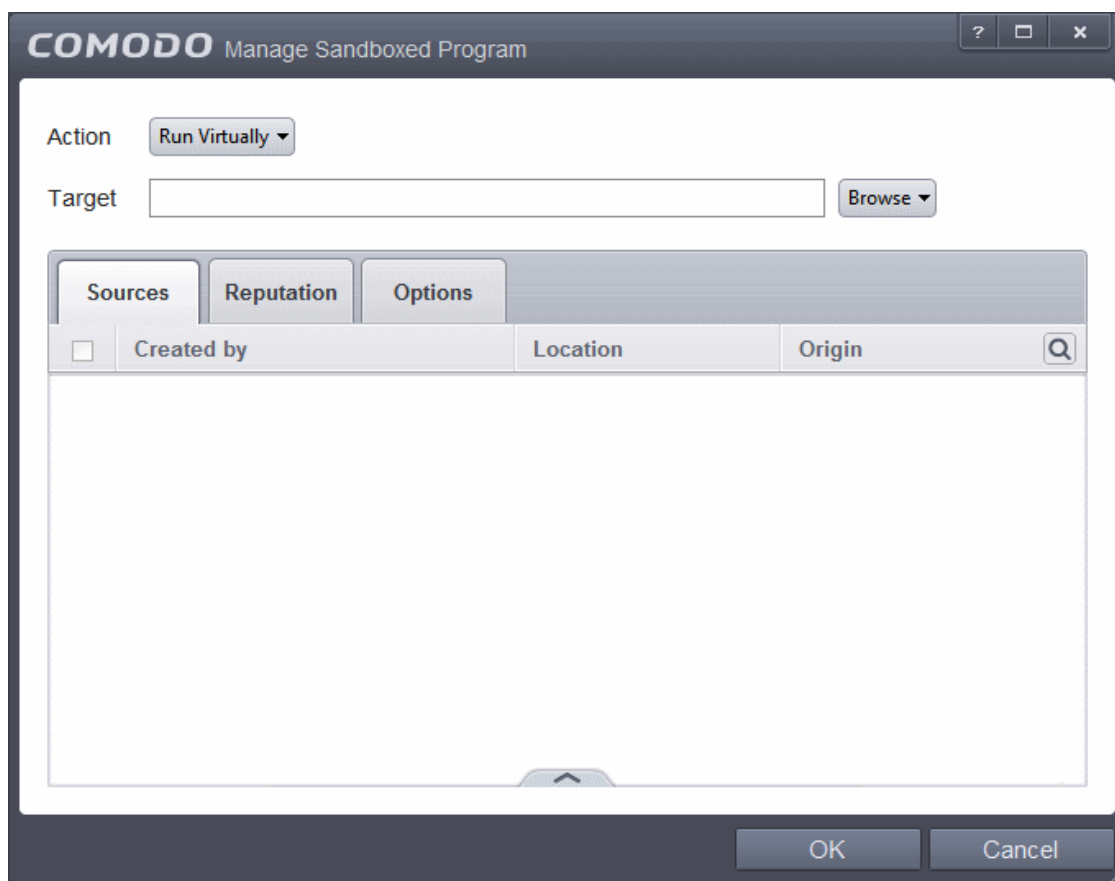 COMODO Manage Sandboxed Program ? x
Action Run Virtually
Target Browse
Sources Reputation Options
Created by Location Origin
OK Cancel